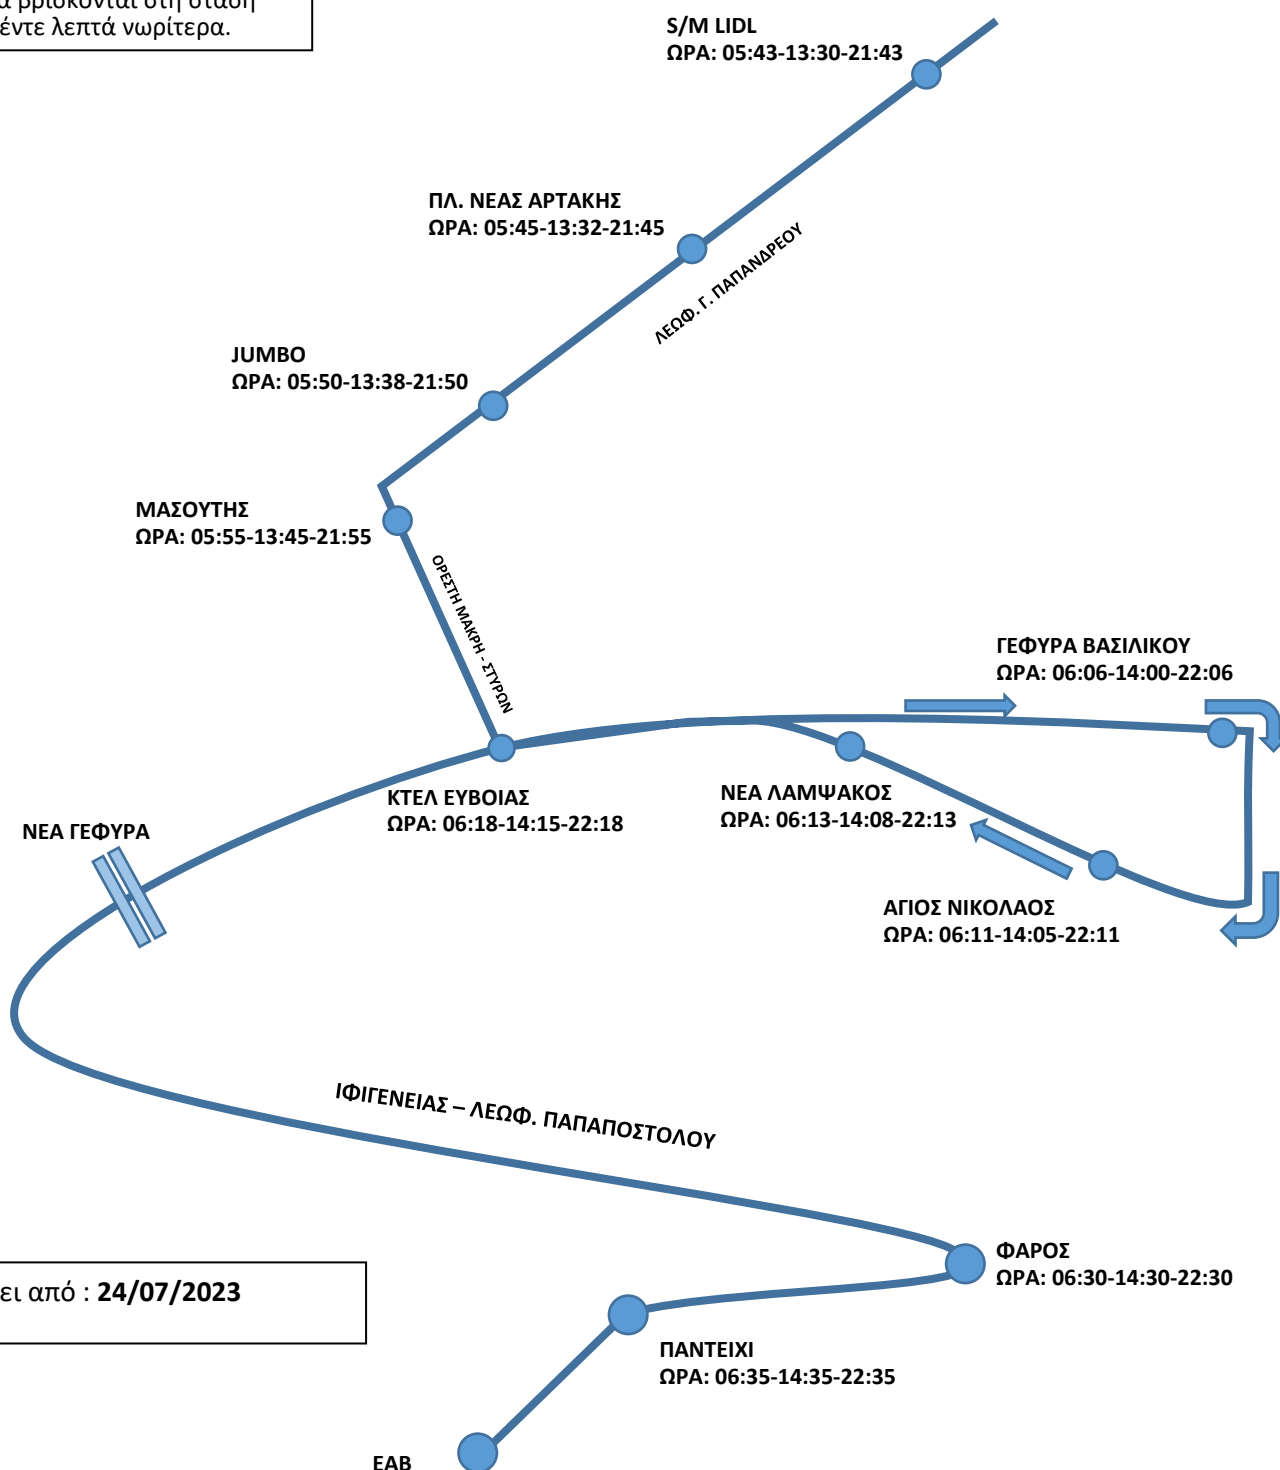 βρίσκονται στη στάση
έντε λεπτά νωρίτερα.
S/M LIDL
ΩΡΑ: 05:43-13:30-21:43
ΠΛ. ΝΕΑΣ ΑΡΤΑΚΗΣ
ΩΡΑ: 05:45-13:32-21:45
ΛΕΩΦ. Γ. ΠΑΠΑΝΔΡΕΟΥ
JUMBO
ΩΡΑ: 05:50-13:38-21:50
ΜΑΣΟΥΤΗΣ
ΩΡΑ: 05:55-13:45-21:55
ΟΡΕΣΤΗ ΜΑΚΡΗ - ΣΤΥΡΩΝ
ΓΕΦΥΡΑ ΒΑΣΙΛΙΚΟΥ
ΩΡΑ: 06:06-14:00-22:06
ΚΤΕΛ ΕΥΒΟΙΑΣ
ΩΡΑ: 06:18-14:15-22:18
ΝΕΑ ΛΑΜΨΑΚΟΣ
ΩΡΑ: 06:13-14:08-22:13
ΝΕΑ ΓΕΦΥΡΑ
ΑΓΙΟΣ ΝΙΚΟΛΑΟΣ
ΩΡΑ: 06:11-14:05-22:11
ΙΦΙΓΕΝΕΙΑΣ – ΛΕΩΦ. ΠΑΠΑΠΟΣΤΟΛΟΥ
ΦΑΡΟΣ
ΩΡΑ: 06:30-14:30-22:30
ει από : 24/07/2023
ΠΑΝΤΕΙΧΙ
ΩΡΑ: 06:35-14:35-22:35
ΕΑΒ